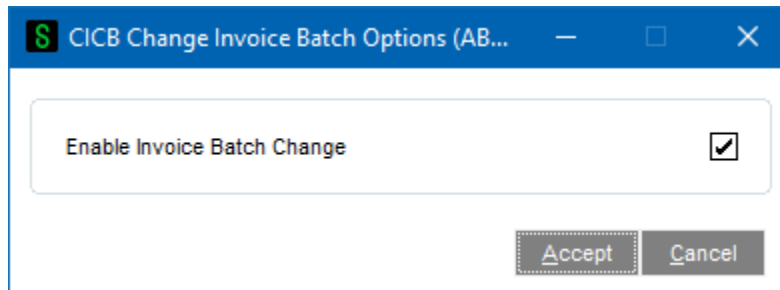 S CICB Change Invoice Batch Options (AB...
Enable Invoice Batch Change
Accept Cancel